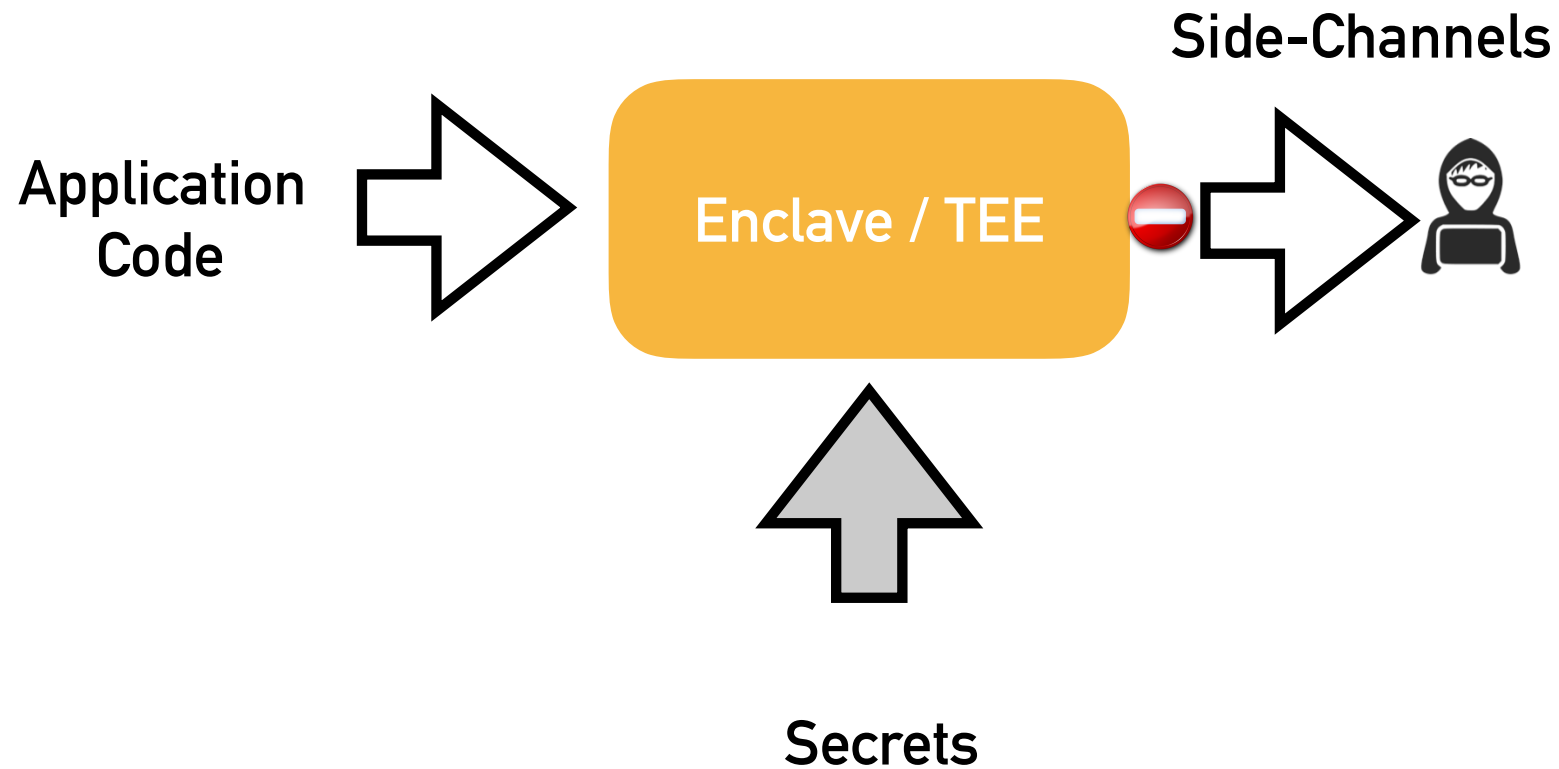 Side-Channels
Application
Code
Enclave / TEE
Secrets